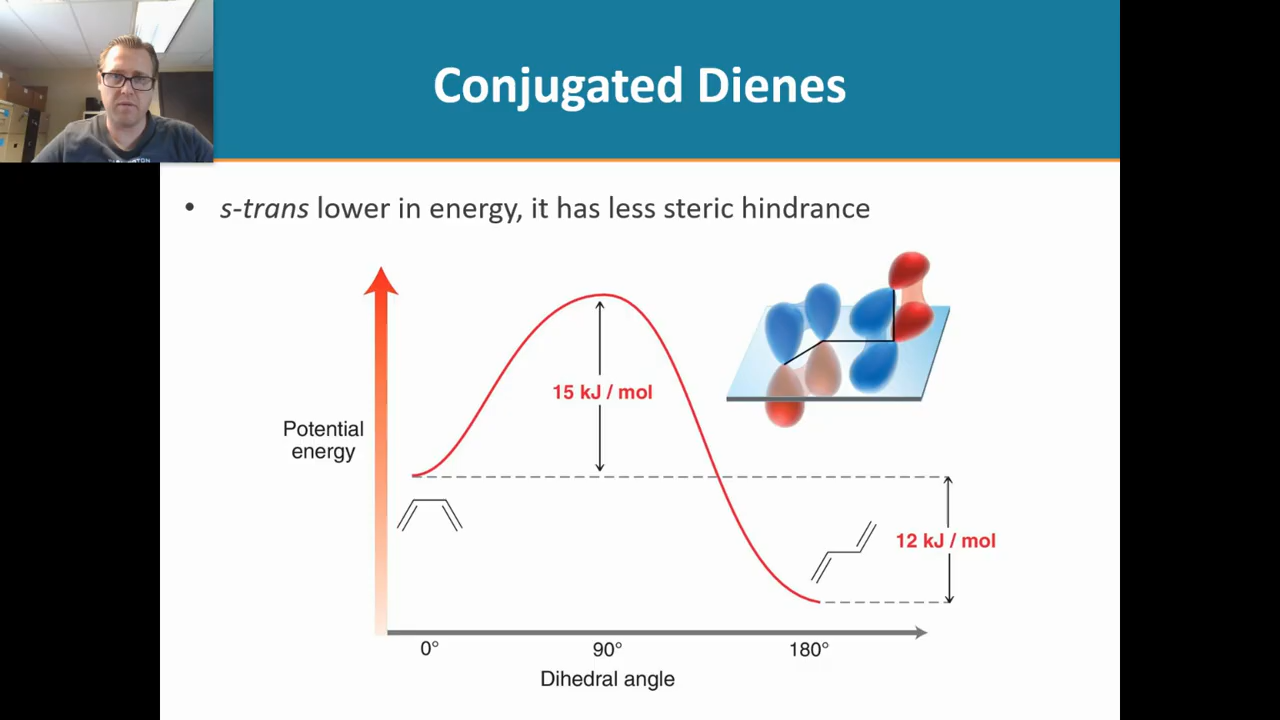 Conjugated Dienes
• s-trans lower in energy, it has less steric hindrance
15 kJ / mol
Potential
energy
12 kJ / mol
0°
90°
180°
Dihedral angle